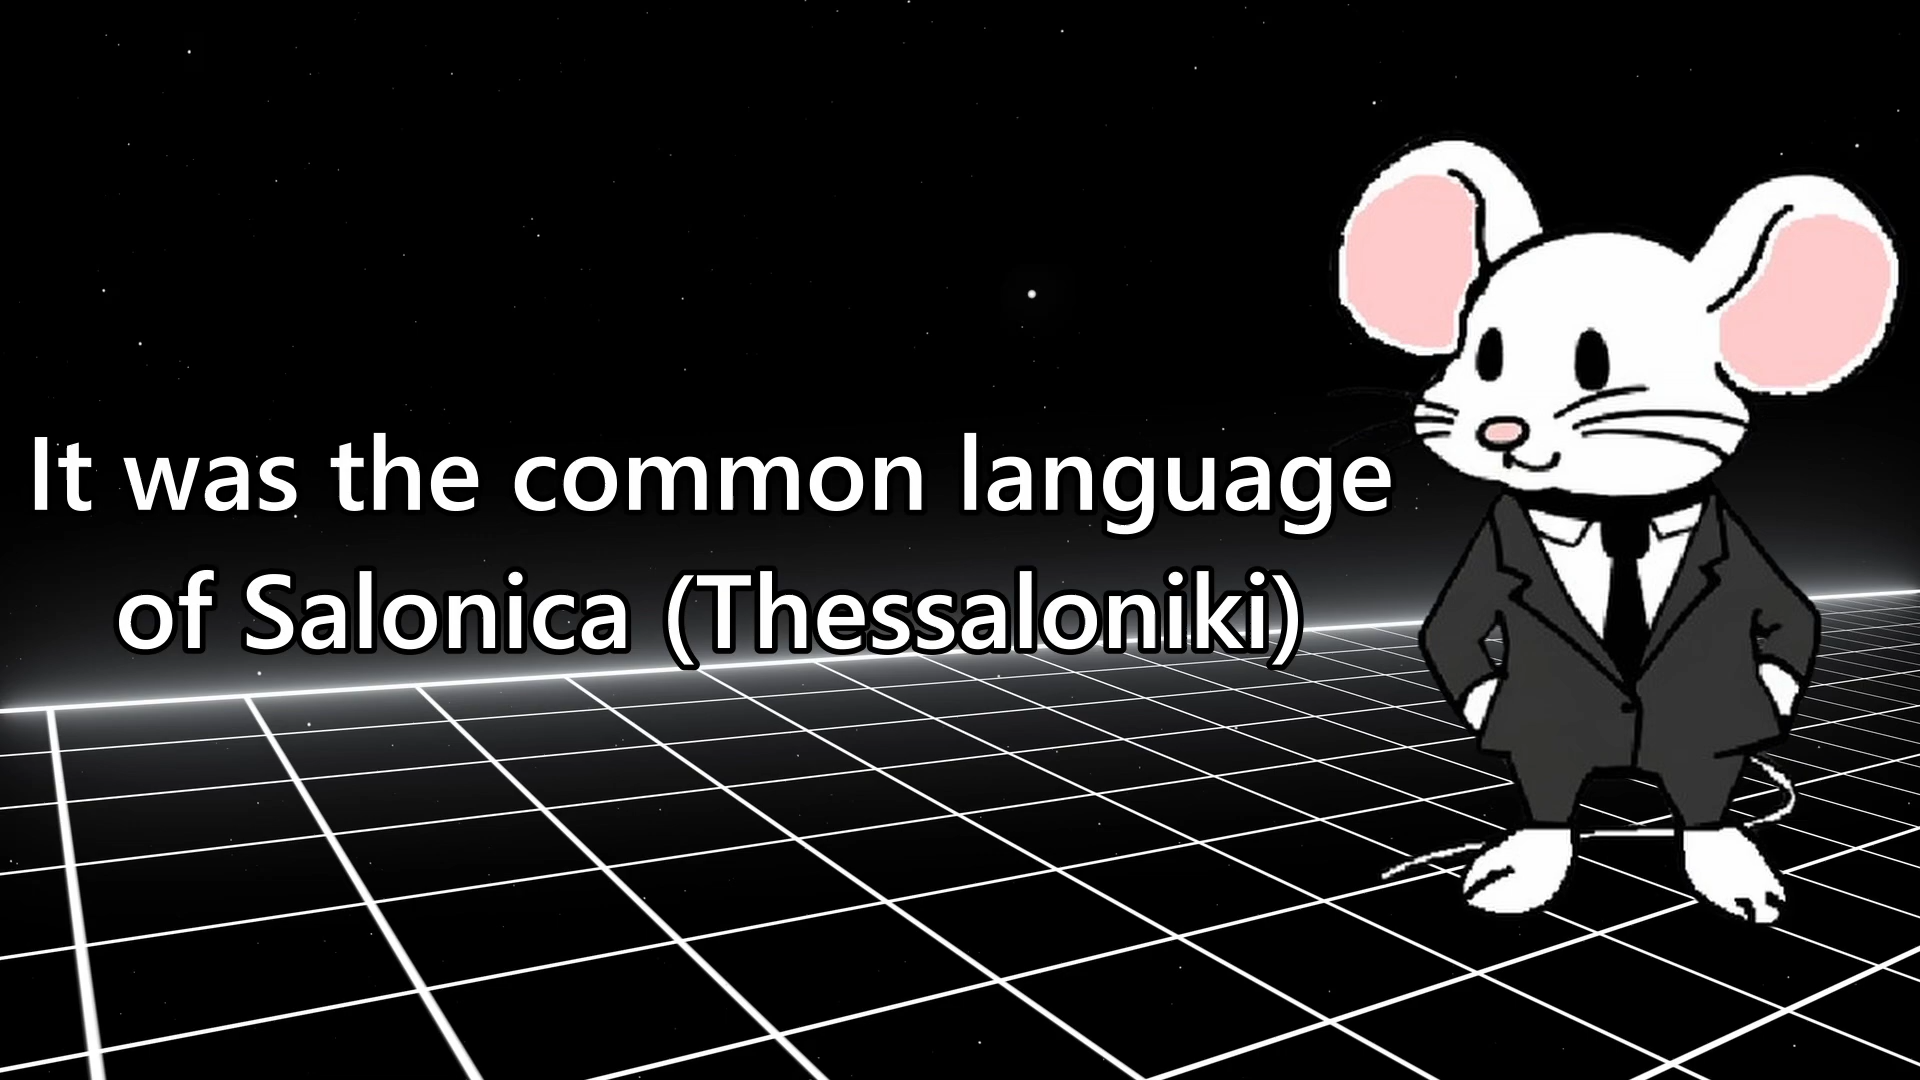 It was the common language
of Salonica (Thessaloniki)